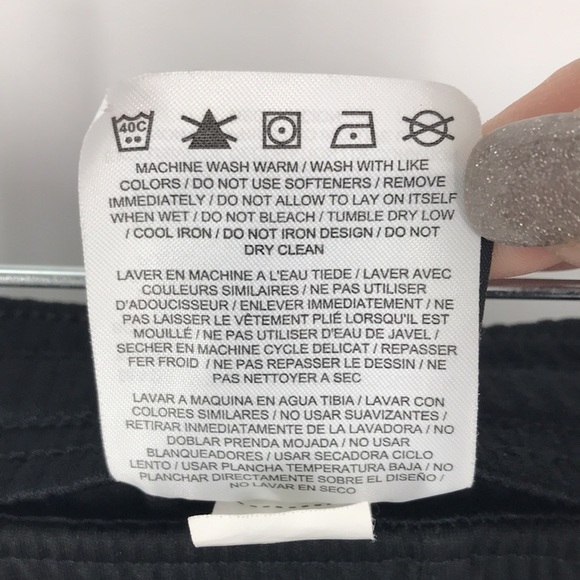 40C
MACHINE WASH WARM / WASH WITH LIKE
COLORS / DO NOT USE SOFTENERS / REMOVE
IMMEDIATELY / DO NOT ALLOW TO LAY ON ITSELF
WHEN WET / DO NOT BLEACH / TUMBLE DRY LOW
/ COOL IRON / DO NOT IRON DESIGN / DO NOT
DRY CLEAN
LAVER EN MACHINE A L'EAU TIEDE / LAVER AVEC
COULEURS SIMILAIRES / NE PAS UTILISER
D'ADOUCISSEUR / ENLEVER IMMEDIATEMENT / NE
PAS LAISSER LE VÊTEMENT PLIÉ LORSQU'IL EST
MOUILLÉ / NE PAS UTILISER D'EAU DE JAVEL /
SECHER EN MACHINE CYCLE DELICAT / REPASSER
FER FROID / NE PAS REPASSER LE DESSIN / NE
PAS NETTOYER A SEC
LAVAR A MAQUINA EN AGUA TIBIA / LAVAR CON
COLORES SIMILARES / NO USAR SUAVIZANTES /
RETIRAR INMEDIATAMENTE DE LA LAVADORA / NO
DOBLAR PRENDA MOJADA / NO USAR
BLANQUEADORES / USAR SECADORA CICLO
LENTO / USAR PLANCHA TEMPERATURA BAJA / NO
PLANCHAR DIRECTAMENTE SOBRE EL DISEÑO /
NO LAVAR EN SECO